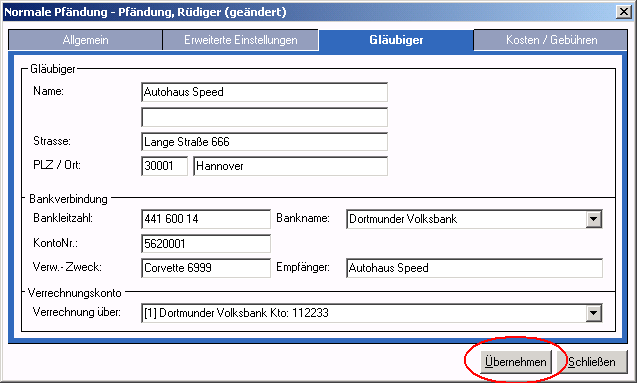 Normale Pfändung - Pfändung, Rüdiger (geändert)
Allgemein Erweiterte Einstellungen Gläubiger Kosten / Gebühren
Gläubiger
Name: Autohaus Speed
Strasse: Lange Straße 666
PLZ / Ort: 30001 Hannover
Bankverbindung
Bankleitzahl: 441 600 14 Bankname: Dortmunder Volksbank
KontoNr.: 5620001
Verw.- Zweck: Corvette 6999 Empfänger: Autohaus Speed
Verrechnungskonto
Verrechnung über: [1] Dortmunder Volksbank Kto: 112233
Übernehmen Schließen